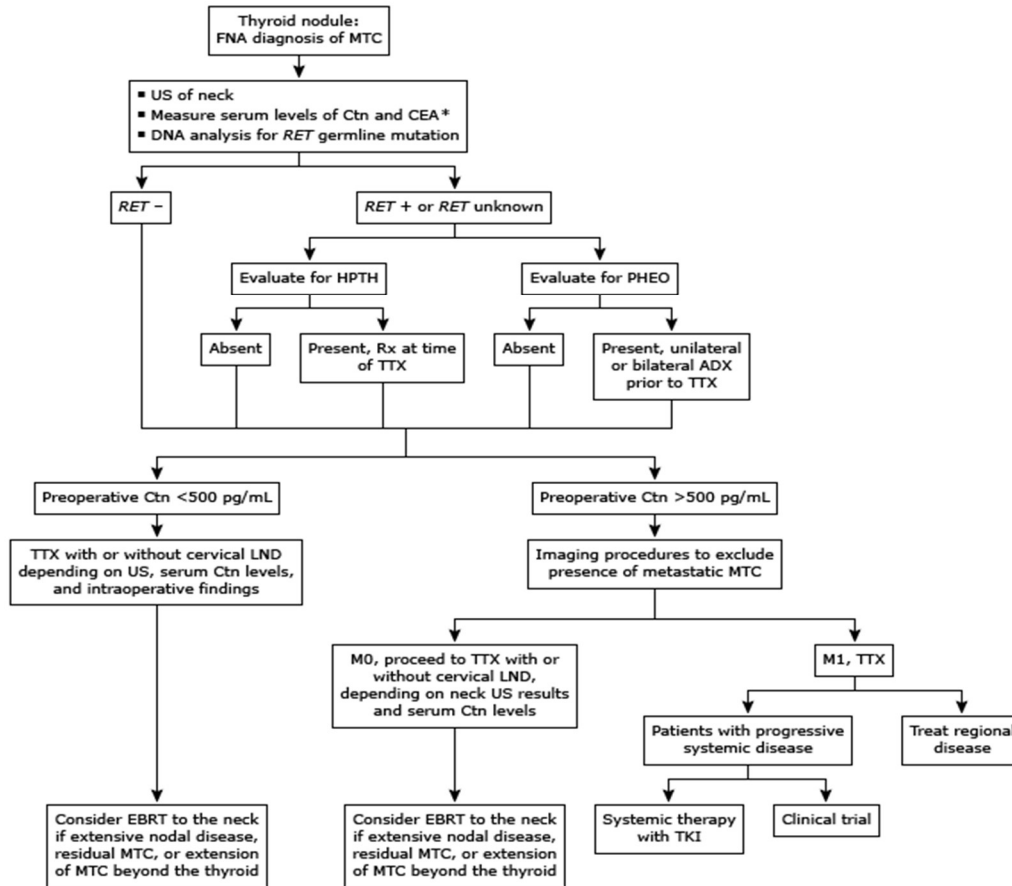 Thyroid nodule:
FNA diagnosis of MTC
▪ US of neck
▪ Measure serum levels of Ctn and CEA*
▪ DNA analysis for RET germline mutation
RET −
RET + or RET unknown
Evaluate for HPTH
Evaluate for PHEO
Absent
Present, Rx at time
of TTX
Absent
Present, unilateral
or bilateral ADX
prior to TTX
Preoperative Ctn <500 pg/mL
Preoperative Ctn >500 pg/mL
TTX with or without cervical LND
depending on US, serum Ctn levels,
and intraoperative findings
Imaging procedures to exclude
presence of metastatic MTC
M0, proceed to TTX with or
without cervical LND,
depending on neck US results
and serum Ctn levels
M1, TTX
Patients with progressive
systemic disease
Treat regional
disease
Consider EBRT to the neck
if extensive nodal disease,
residual MTC, or extension
of MTC beyond the thyroid
Consider EBRT to the neck
if extensive nodal disease,
residual MTC, or extension
of MTC beyond the thyroid
Systemic therapy
with TKI
Clinical trial